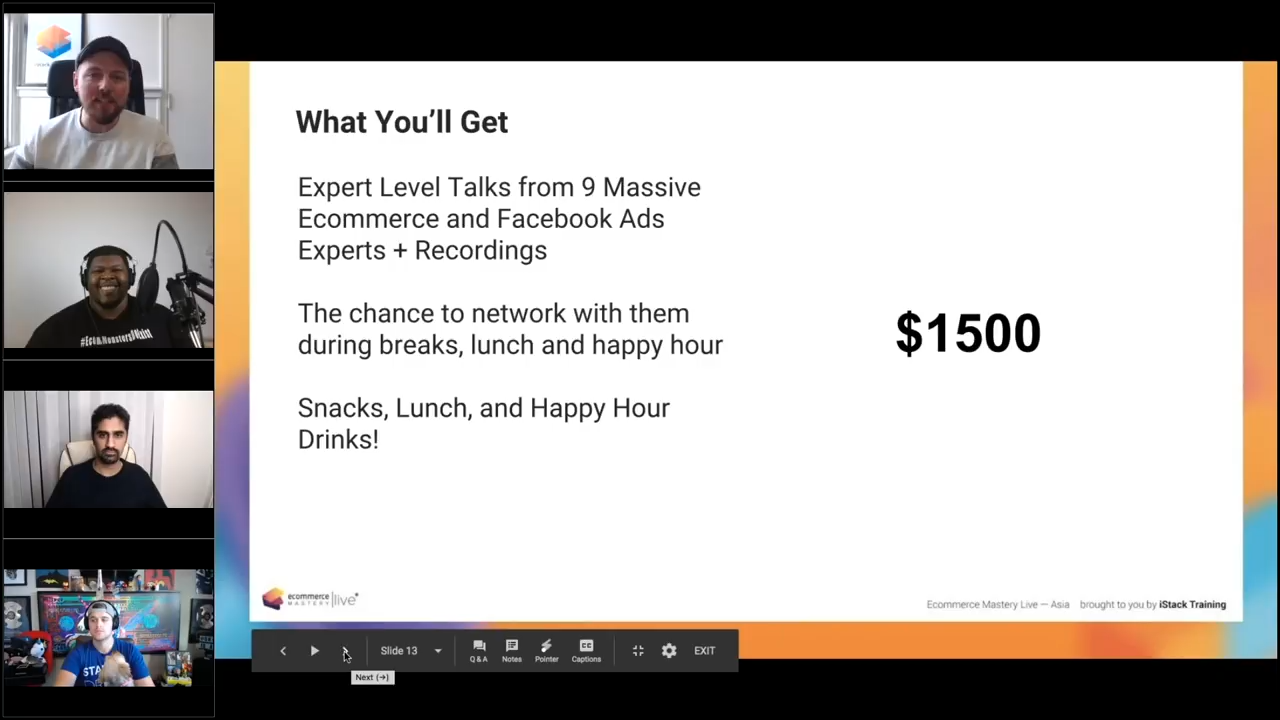 What You’ll Get
Expert Level Talks from 9 Massive
Ecommerce and Facebook Ads
Experts + Recordings
The chance to network with them
during breaks, lunch and happy hour
Snacks, Lunch, and Happy Hour
Drinks!
$1500
ecommerce
MASTERY
live
Ecommerce Mastery Live — Asia brought to you by iStack Training
Slide 13
Q & A
Notes
Pointer
CC
Captions
EXIT
Next (→)